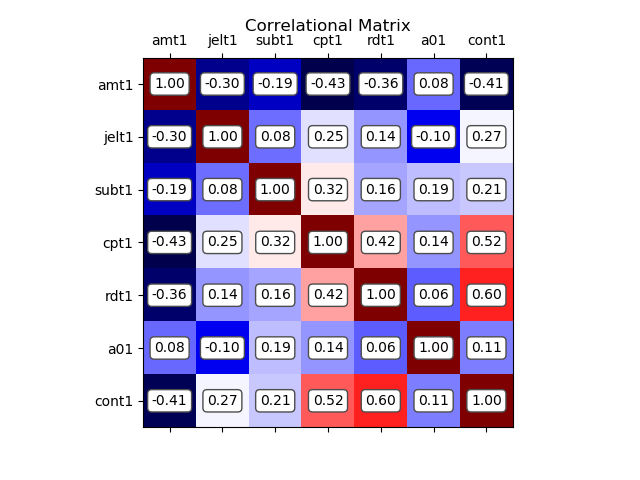 Correlational Matrix
amt1 jelt1 subt1 cpt1 rdt1 a01 cont1
amt1 1.00 -0.30 -0.19 -0.43 -0.36 0.08 -0.41
jelt1 -0.30 1.00 0.08 0.25 0.14 -0.10 0.27
subt1 -0.19 0.08 1.00 0.32 0.16 0.19 0.21
cpt1 -0.43 0.25 0.32 1.00 0.42 0.14 0.52
rdt1 -0.36 0.14 0.16 0.42 1.00 0.06 0.60
a01 0.08 -0.10 0.19 0.14 0.06 1.00 0.11
cont1 -0.41 0.27 0.21 0.52 0.60 0.11 1.00